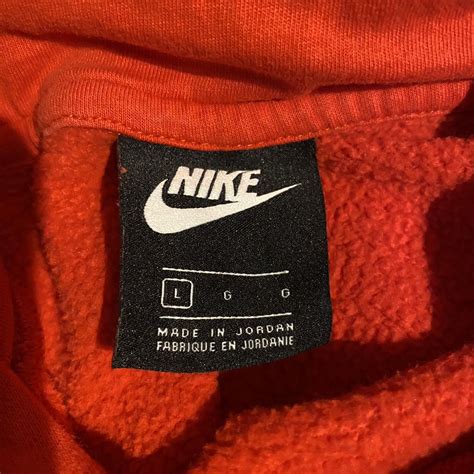 NIKE
L G G
MADE IN JORDAN
FABRIQUE EN JORDANIE